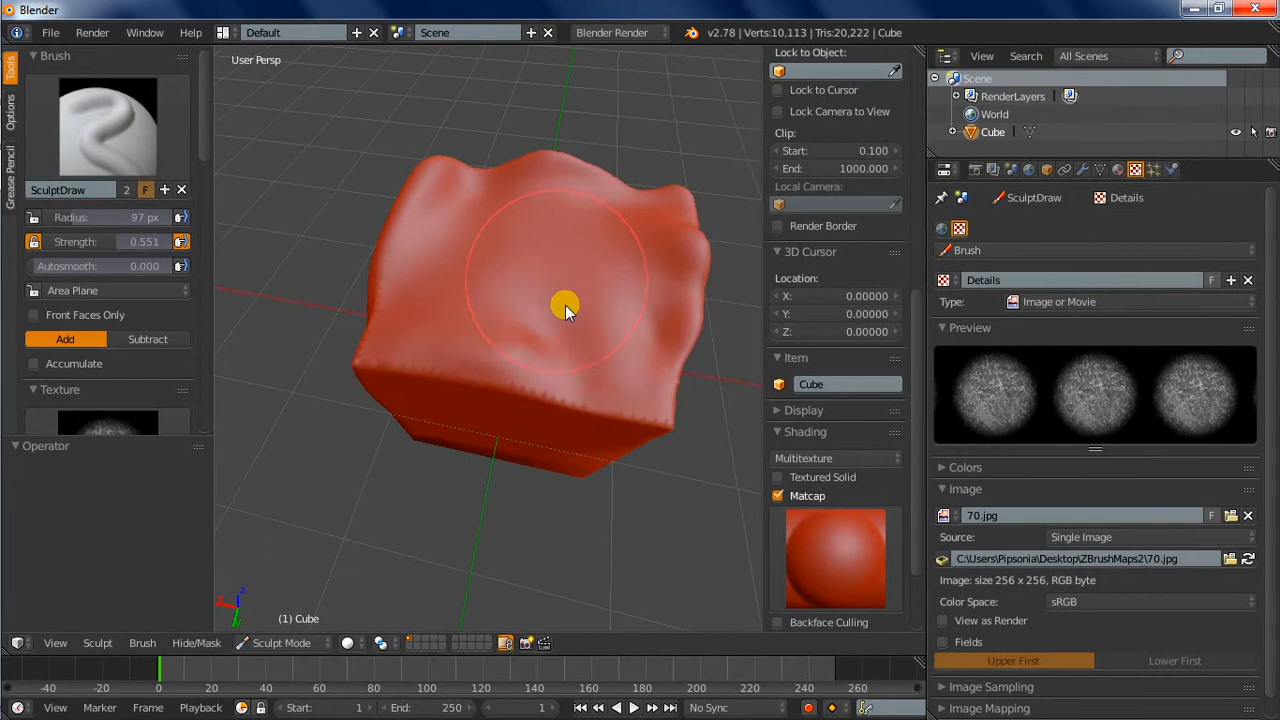 Blender
File Render Window Help Default Scene Blender Render v2.78 | Verts:10,113 | Tris:20,222 | Cube
View Search All Scenes
Tools
Options
Grease Pencil
Brush
SculptDraw 2 F
Radius: 97 px
Strength: 0.551
Autosmooth: 0.000
Area Plane
Front Faces Only
Add Subtract
Accumulate
Texture
Operator
User Persp
(1) Cube
Lock to Object:
Lock to Cursor
Lock Camera to View
Clip:
Start: 0.100
End: 1000.000
Local Camera:
Render Border
3D Cursor
Location:
X: 0.00000
Y: 0.00000
Z: 0.00000
Item
Cube
Display
Shading
Multitexture
Textured Solid
Matcap
Backface Culling
Scene
RenderLayers
World
Cube
SculptDraw Details
Brush
Details F
Type: Image or Movie
Preview
Colors
Image
70.jpg F
Source: Single Image
C:\Users\Pipsonia\Desktop\ZBrushMaps2\70.jpg
Image: size 256 x 256, RGB byte
Color Space: sRGB
View as Render
Fields
Upper First Lower First
Image Sampling
Image Mapping
View Sculpt Brush Hide/Mask Sculpt Mode
-40 -20 0 20 40 60 80 100 120 140 160 180 200 220 240 260
View Marker Frame Playback Start: 1 End: 250 1 No Sync